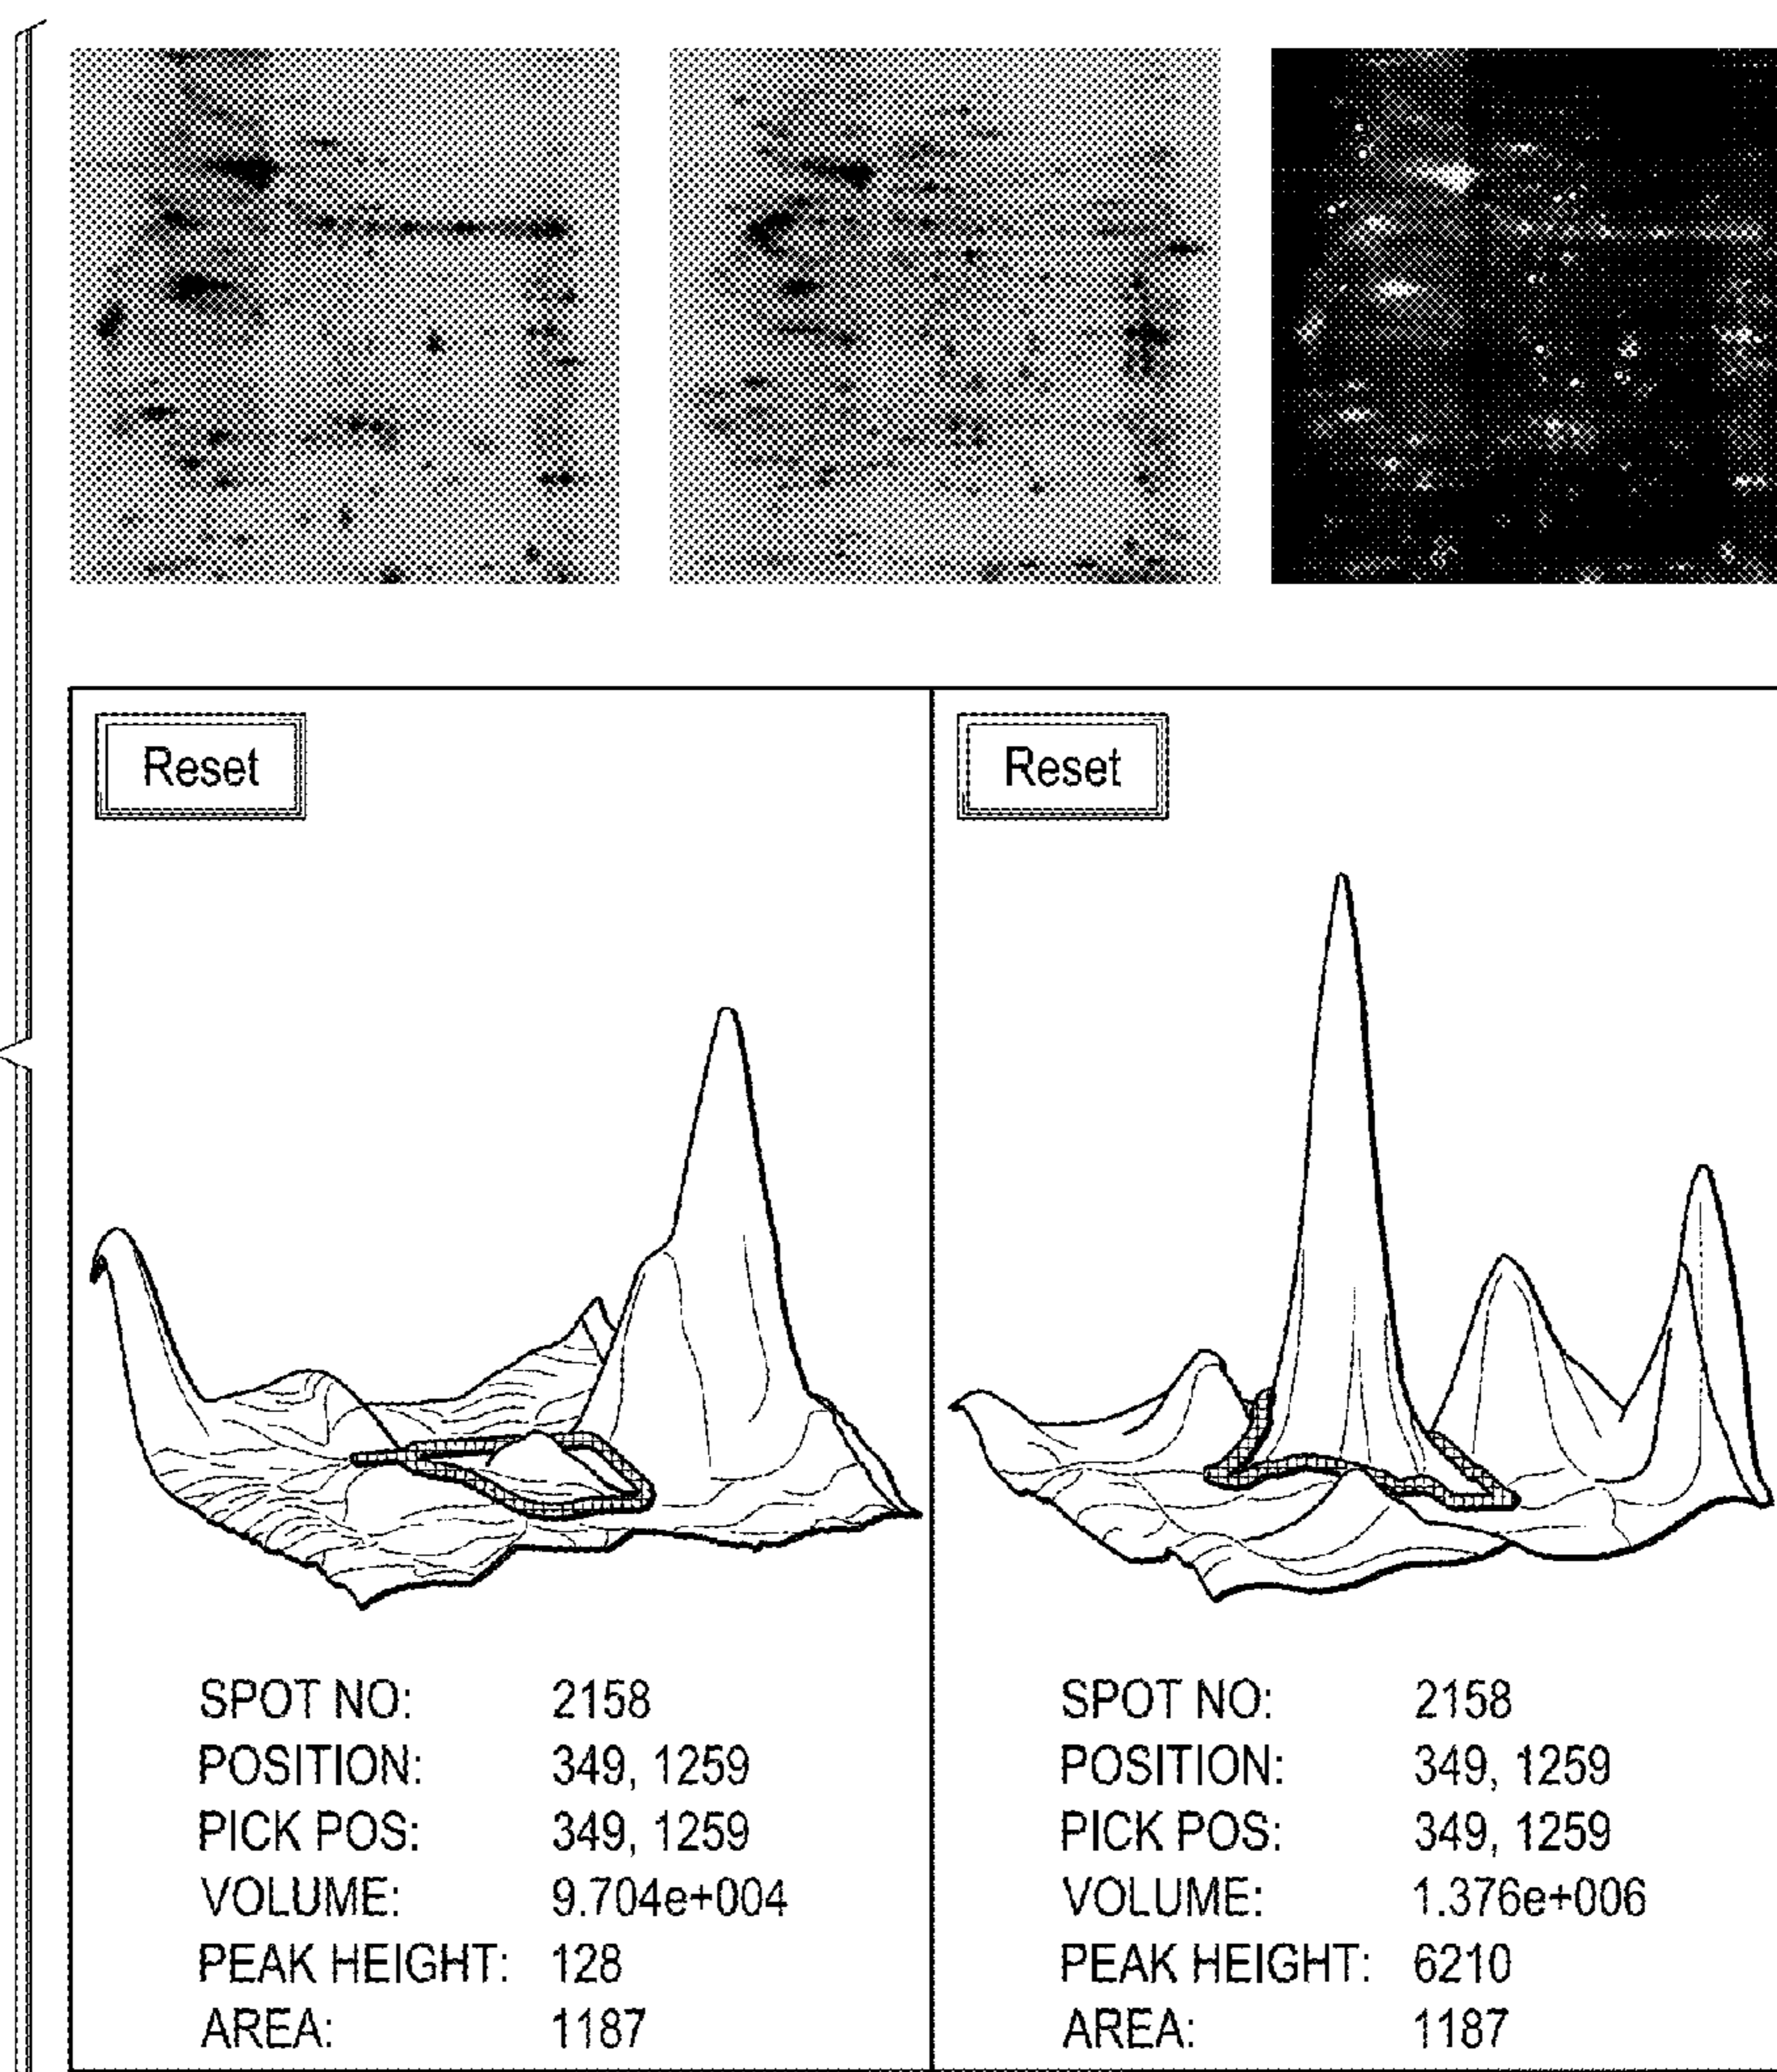 Reset
SPOT NO: 2158
POSITION: 349, 1259
PICK POS: 349, 1259
VOLUME: 9.704e+004
PEAK HEIGHT: 128
AREA: 1187
Reset
SPOT NO: 2158
POSITION: 349, 1259
PICK POS: 349, 1259
VOLUME: 1.376e+006
PEAK HEIGHT: 6210
AREA: 1187